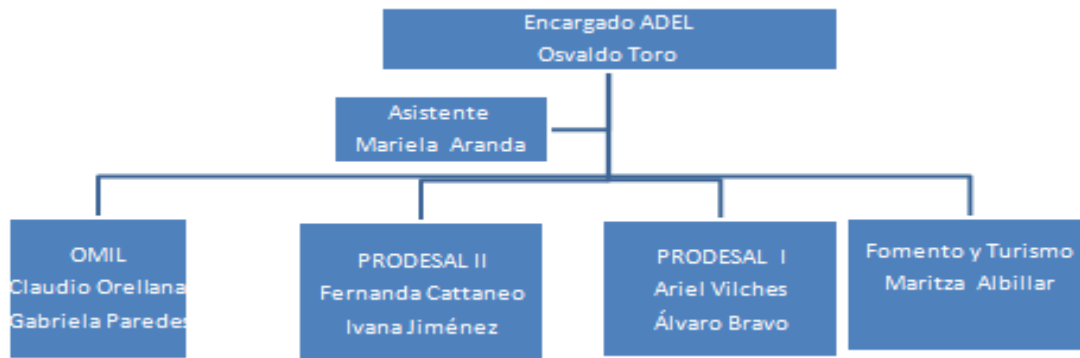 Encargado ADEL
Osvaldo Toro
Asistente
Mariela Aranda
OMIL
Claudio Orellana
Gabriela Paredes
PRODESAL II
Fernanda Cattaneo
Ivana Jiménez
PRODESAL I
Ariel Vilches
Álvaro Bravo
Fomento y Turismo
Maritza Albillar